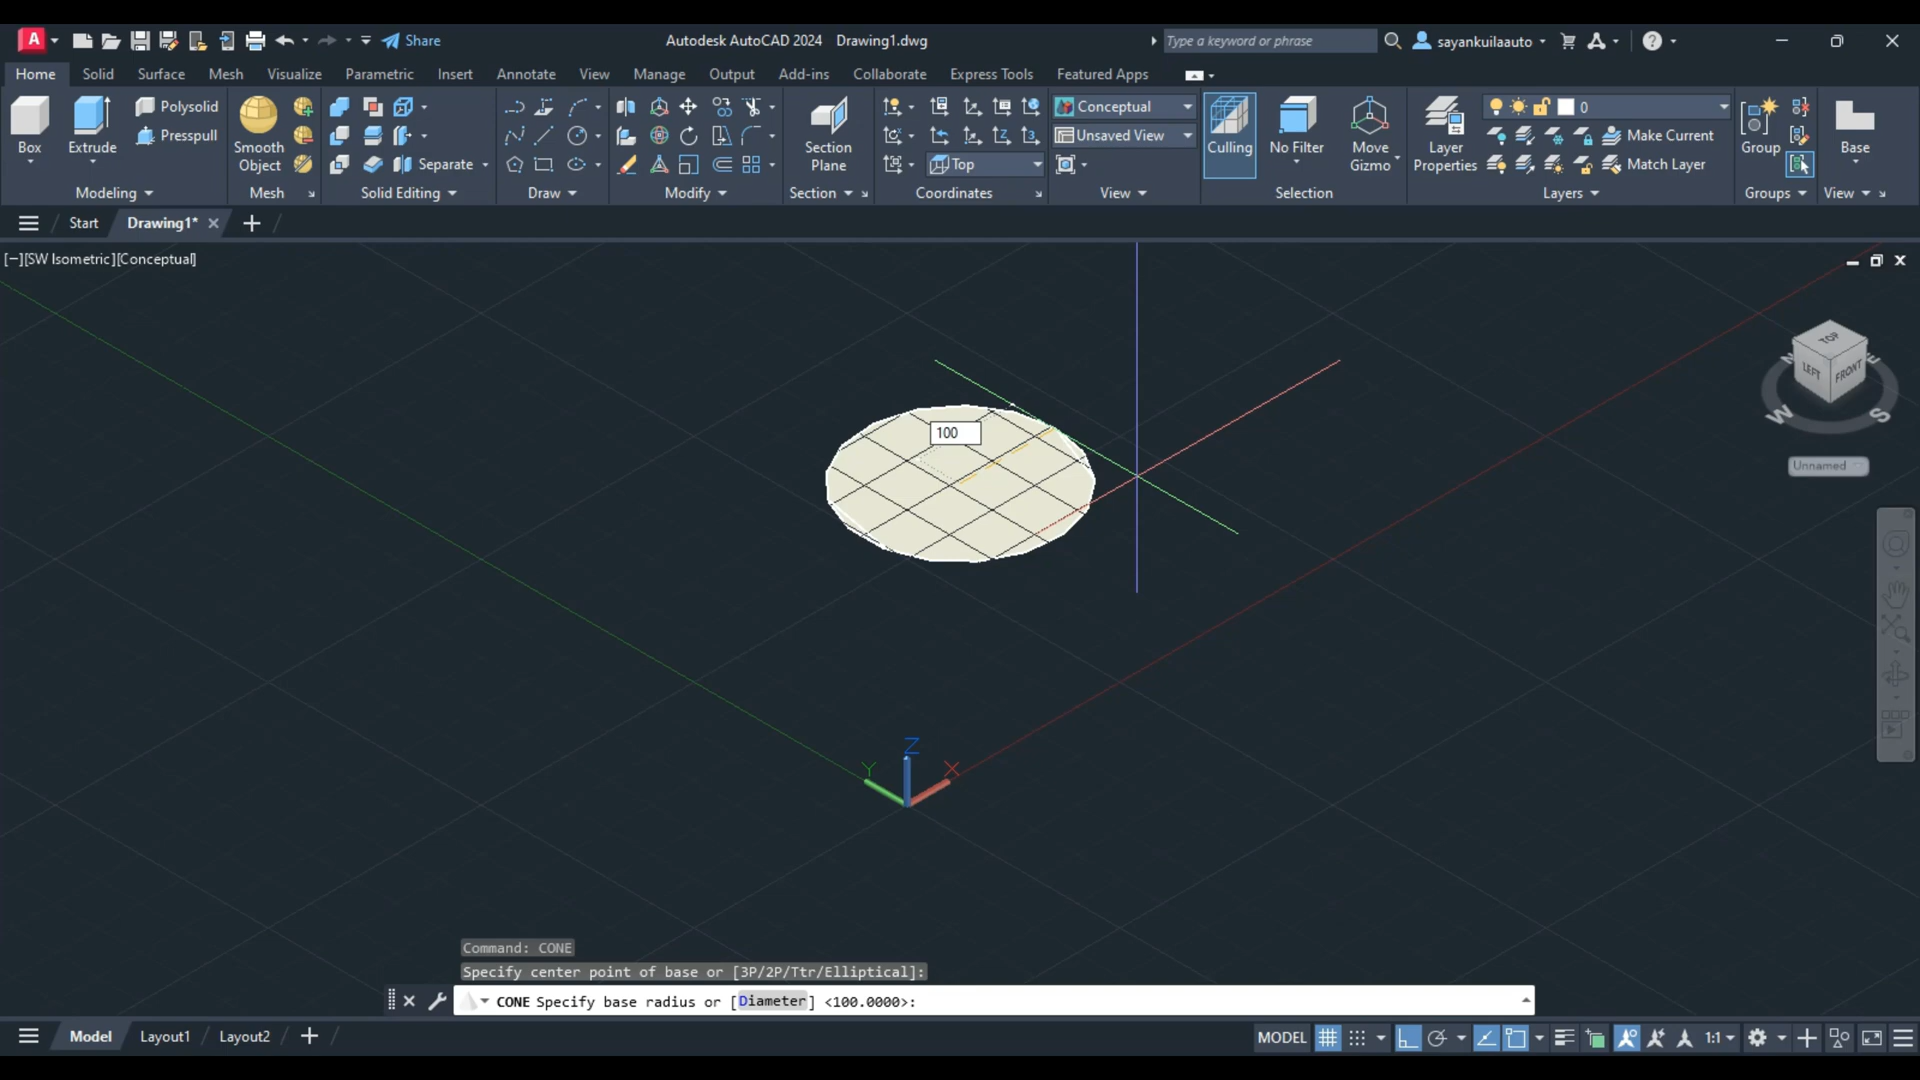 A Share Autodesk AutoCAD 2024 Drawing1.dwg Type a keyword or phrase sayankuilaauto ?
Home Solid Surface Mesh Visualize Parametric Insert Annotate View Manage Output Add-ins Collaborate Express Tools Featured Apps
Box
Extrude
Polysolid
Presspull
Smooth
Object
Separate
Section
Plane
Top
Conceptual
Unsaved View
Culling
No Filter
Move
Gizmo
Layer
Properties
0
Make Current
Match Layer
Group
Base
Modeling Mesh Solid Editing Draw Modify Section Coordinates View Selection Layers Groups View
Start Drawing1*
[−][SW Isometric][Conceptual]
TOP
LEFT FRONT
N E
W S
Unnamed
100
Z
Y X
Command: CONE
Specify center point of base or [3P/2P/Ttr/Elliptical]:
CONE Specify base radius or [Diameter] <100.0000>:
Model Layout1 Layout2 MODEL 1:1